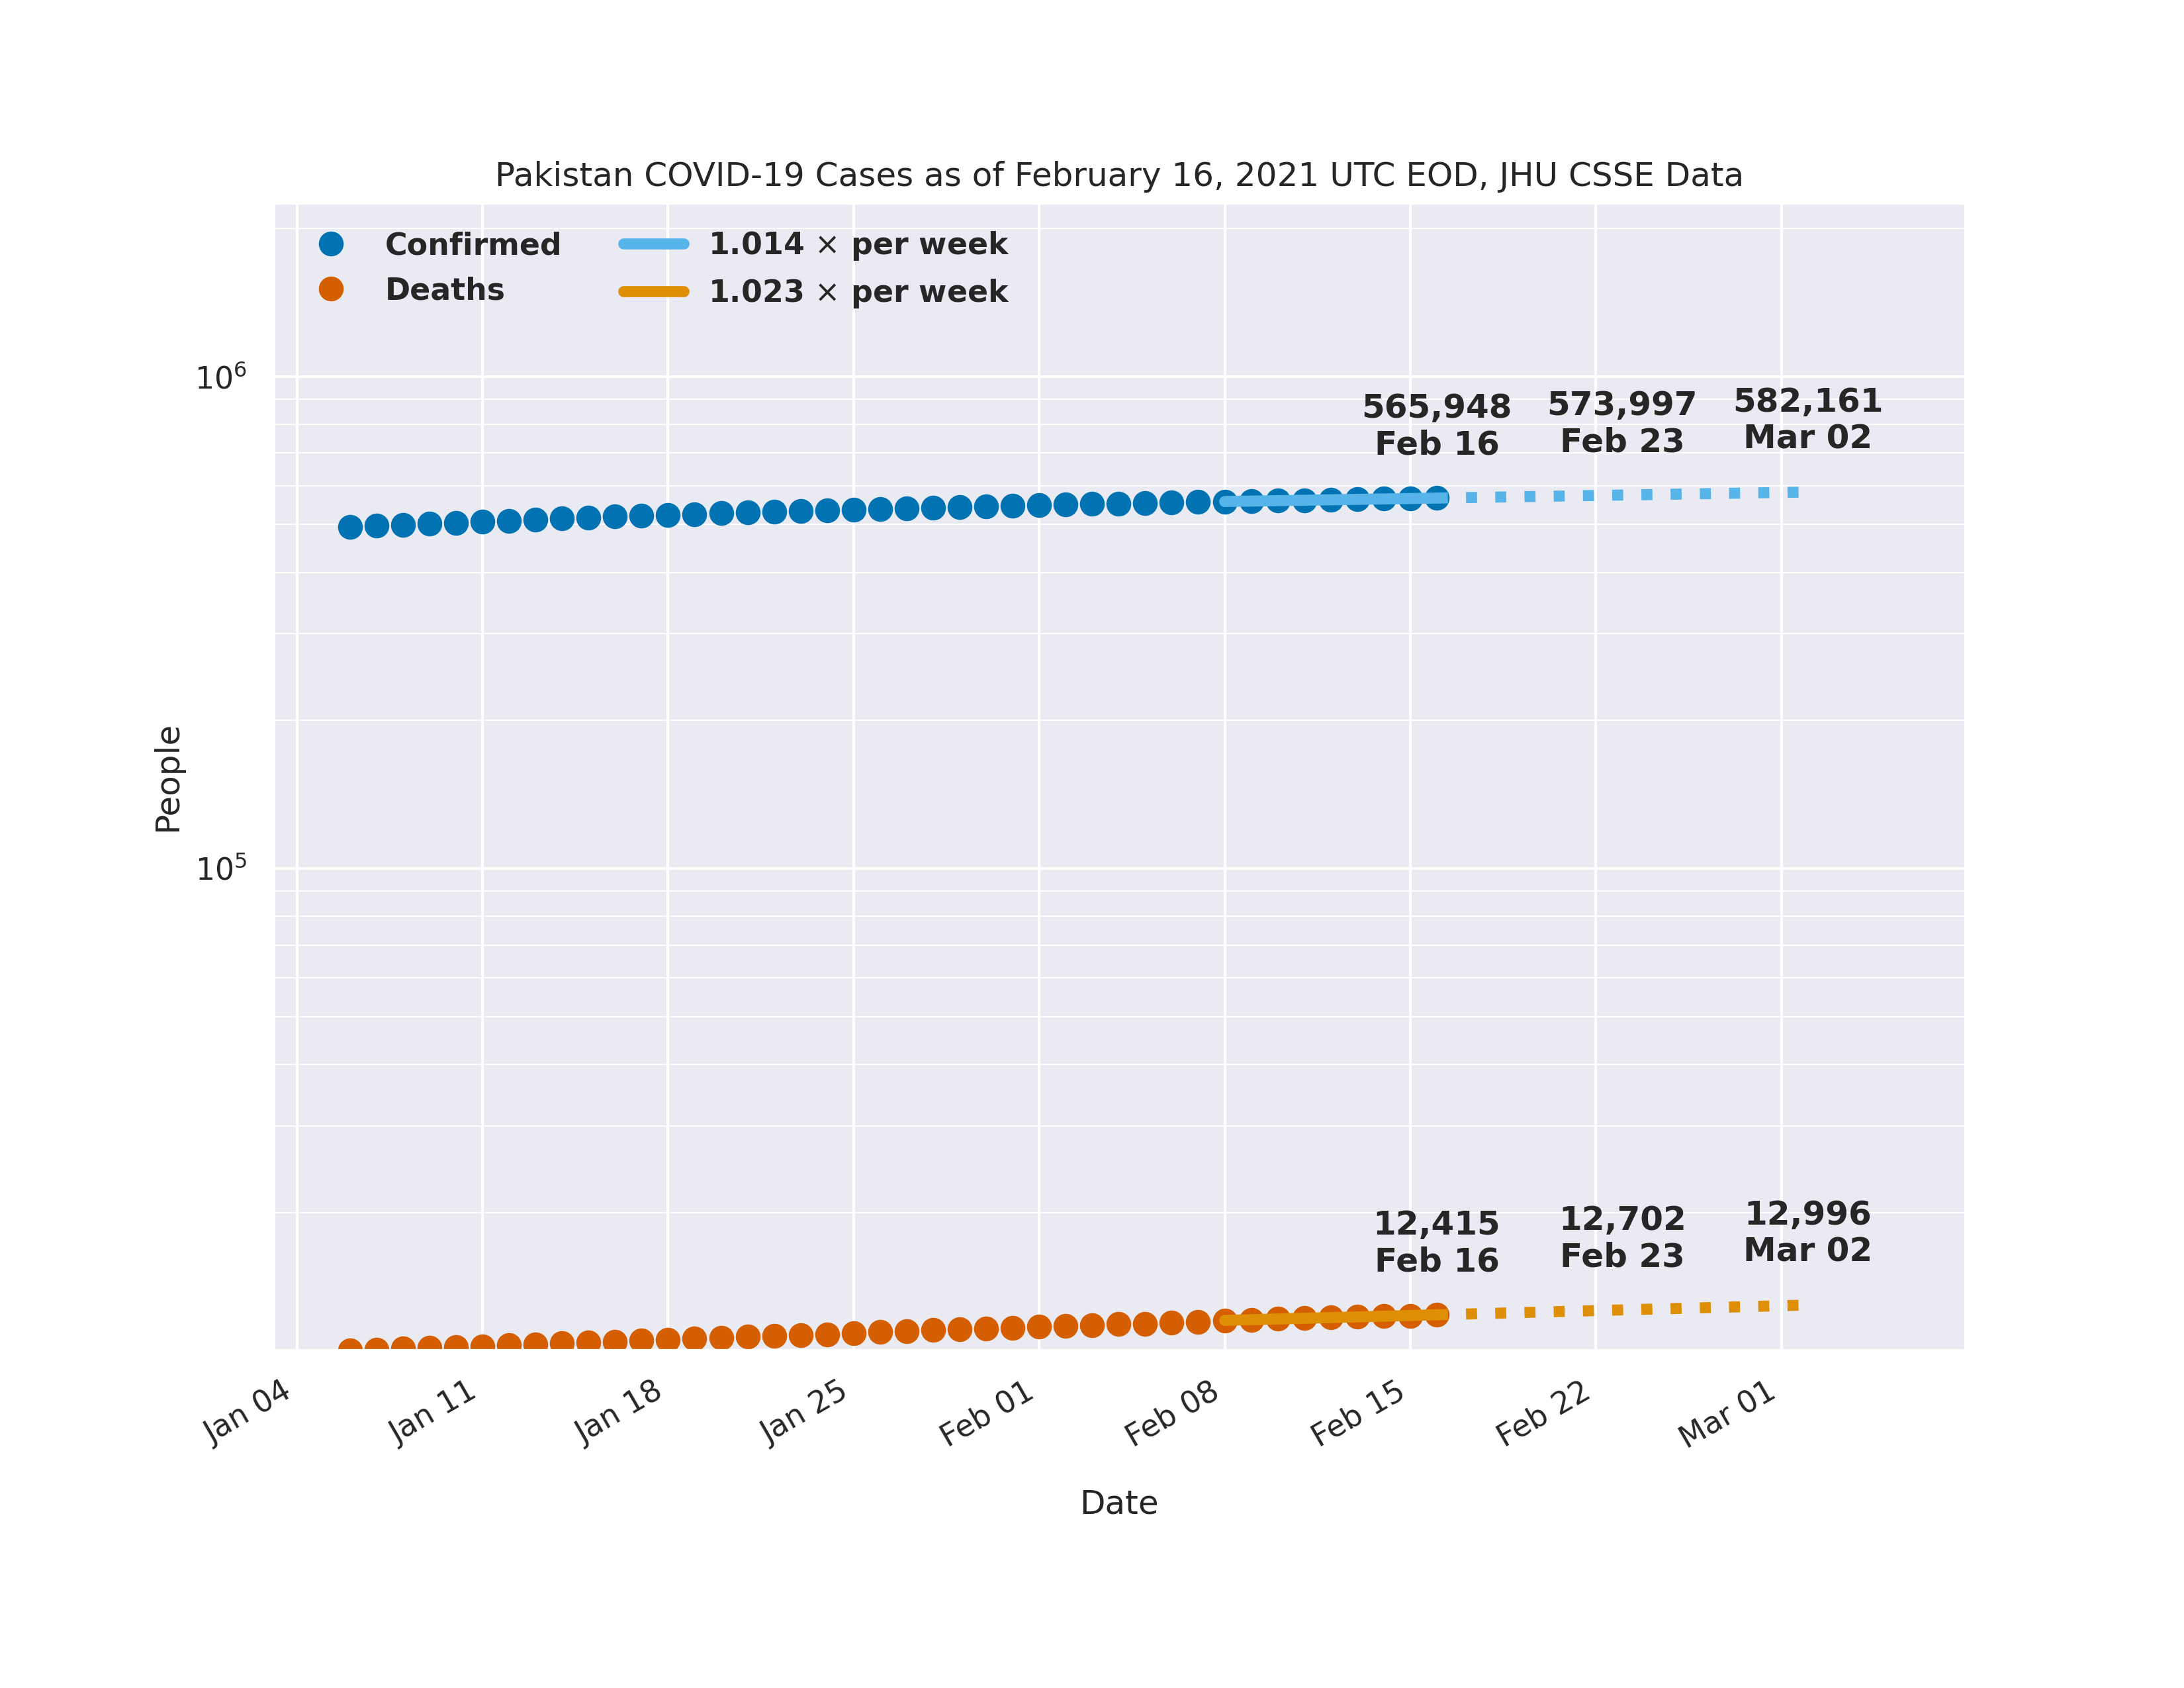 Pakistan COVID-19 Cases as of February 16, 2021 UTC EOD, JHU CSSE Data
Confirmed
Deaths
1.014 × per week
1.023 × per week
10⁶
10⁵
People
565,948
Feb 16
573,997
Feb 23
582,161
Mar 02
12,415
Feb 16
12,702
Feb 23
12,996
Mar 02
Jan 04
Jan 11
Jan 18
Jan 25
Feb 01
Feb 08
Feb 15
Feb 22
Mar 01
Date